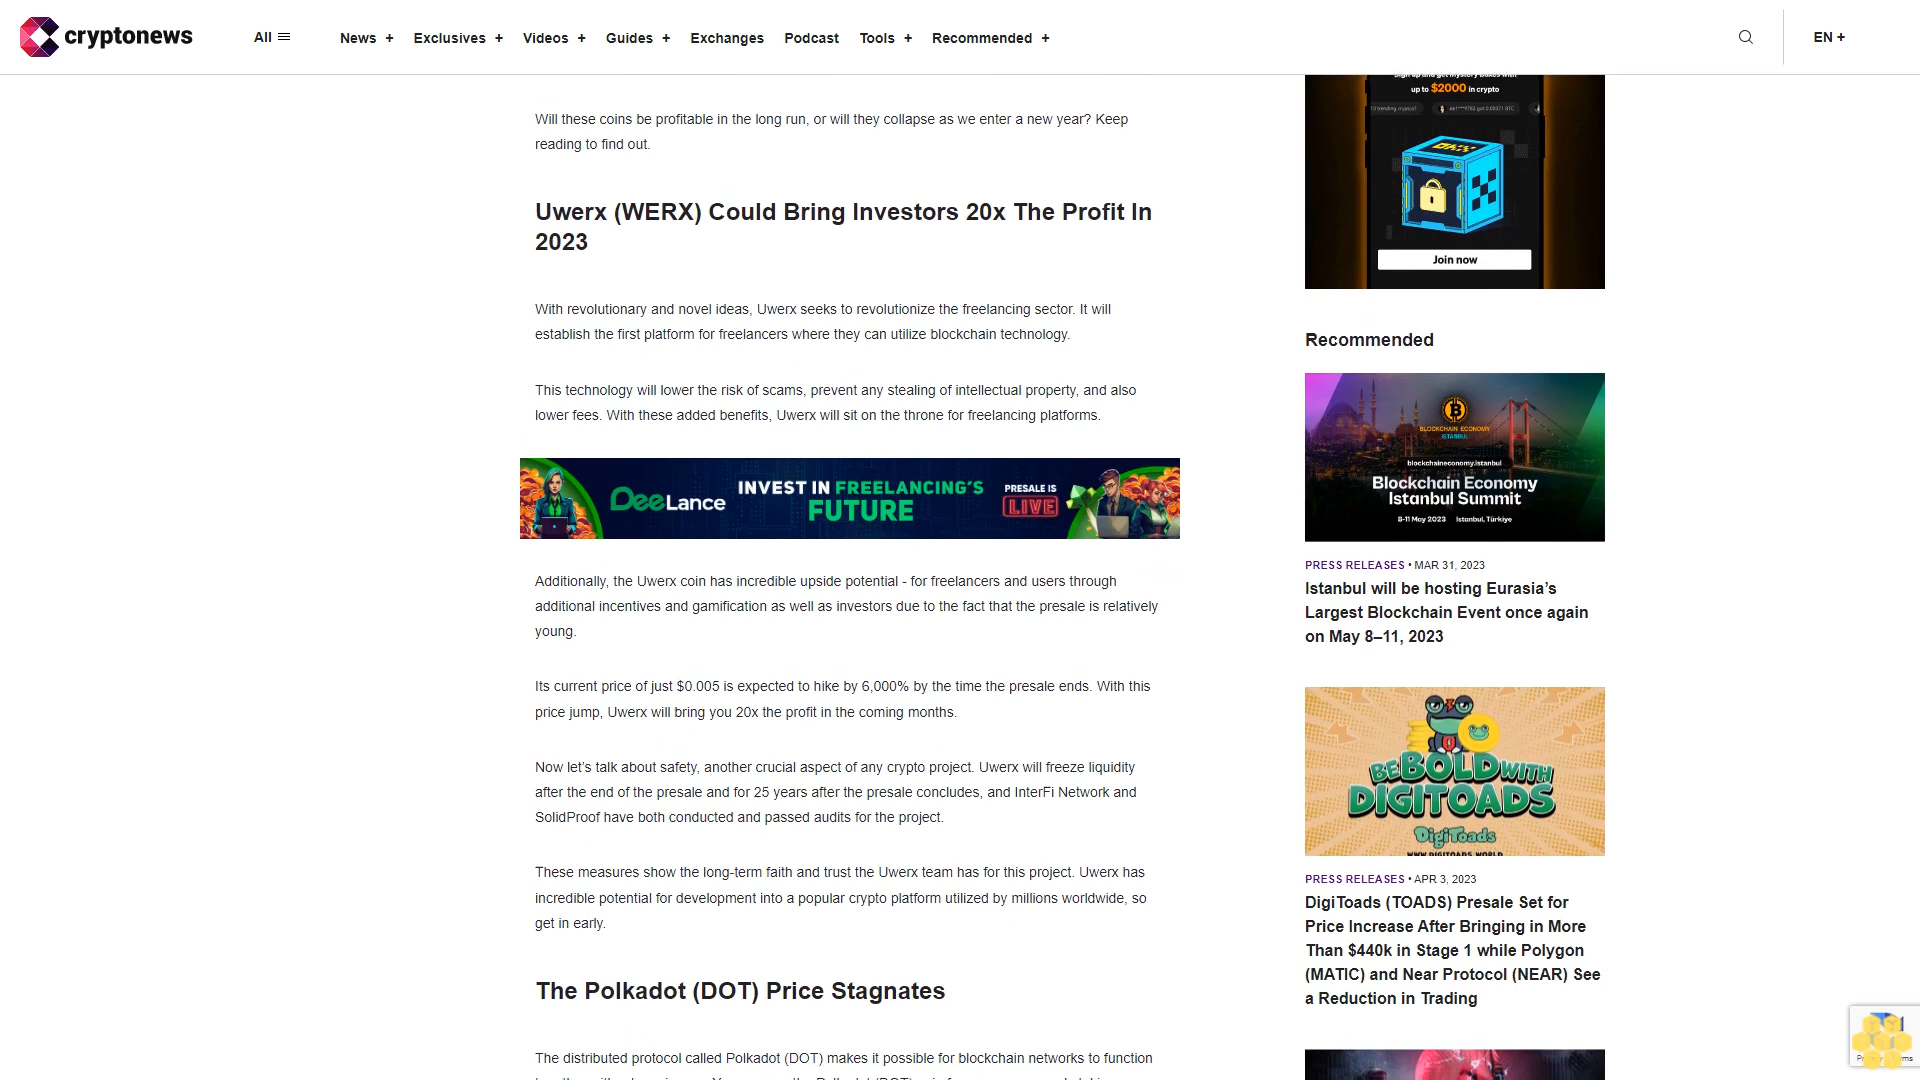 cryptonews
All
News +
Exclusives +
Videos +
Guides +
Exchanges
Podcast
Tools +
Recommended +
EN +
Will these coins be profitable in the long run, or will they collapse as we enter a new year? Keep
reading to find out.
Uwerx (WERX) Could Bring Investors 20x The Profit In
2023
With revolutionary and novel ideas, Uwerx seeks to revolutionize the freelancing sector. It will
establish the first platform for freelancers where they can utilize blockchain technology.
This technology will lower the risk of scams, prevent any stealing of intellectual property, and also
lower fees. With these added benefits, Uwerx will sit on the throne for freelancing platforms.
DeeLance
INVEST IN FREELANCING'S
FUTURE
PRESALE IS
LIVE
Additionally, the Uwerx coin has incredible upside potential - for freelancers and users through
additional incentives and gamification as well as investors due to the fact that the presale is relatively
young.
Its current price of just $0.005 is expected to hike by 6,000% by the time the presale ends. With this
price jump, Uwerx will bring you 20x the profit in the coming months.
Now let’s talk about safety, another crucial aspect of any crypto project. Uwerx will freeze liquidity
after the end of the presale and for 25 years after the presale concludes, and InterFi Network and
SolidProof have both conducted and passed audits for the project.
These measures show the long-term faith and trust the Uwerx team has for this project. Uwerx has
incredible potential for development into a popular crypto platform utilized by millions worldwide, so
get in early.
The Polkadot (DOT) Price Stagnates
The distributed protocol called Polkadot (DOT) makes it possible for blockchain networks to function
up to $2000 in crypto
Join now
Recommended
BLOCKCHAIN ECONOMY
ISTANBUL
blockchaineconomy.istanbul
Blockchain Economy
Istanbul Summit
8-11 May 2023 Istanbul, Türkiye
PRESS RELEASES • MAR 31, 2023
Istanbul will be hosting Eurasia’s
Largest Blockchain Event once again
on May 8–11, 2023
BE BOLD WITH
DIGITOADS
DigiToads
WWW.DIGITOADS.WORLD
PRESS RELEASES • APR 3, 2023
DigiToads (TOADS) Presale Set for
Price Increase After Bringing in More
Than $440k in Stage 1 while Polygon
(MATIC) and Near Protocol (NEAR) See
a Reduction in Trading